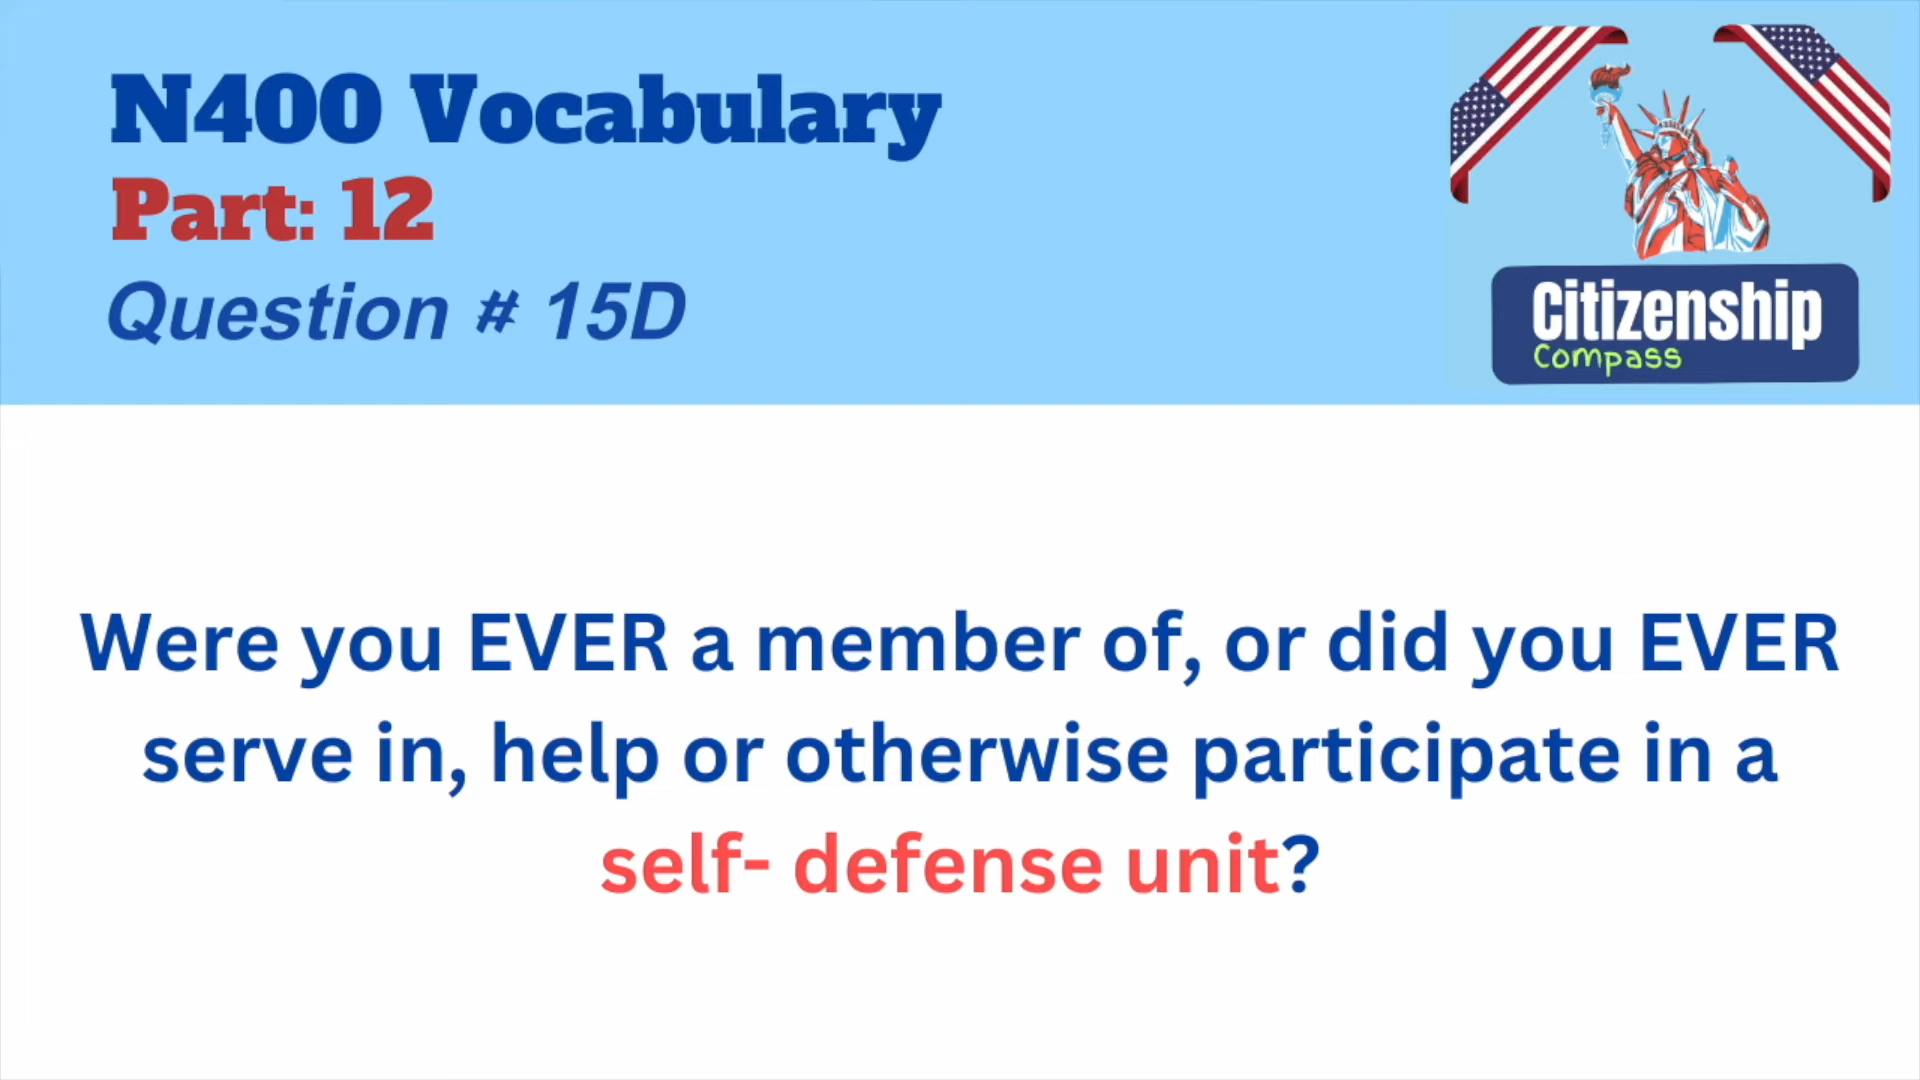 N400 Vocabulary
Part: 12
Question # 15D
Citizenship
Compass
Were you EVER a member of, or did you EVER
serve in, help or otherwise participate in a
self- defense unit?